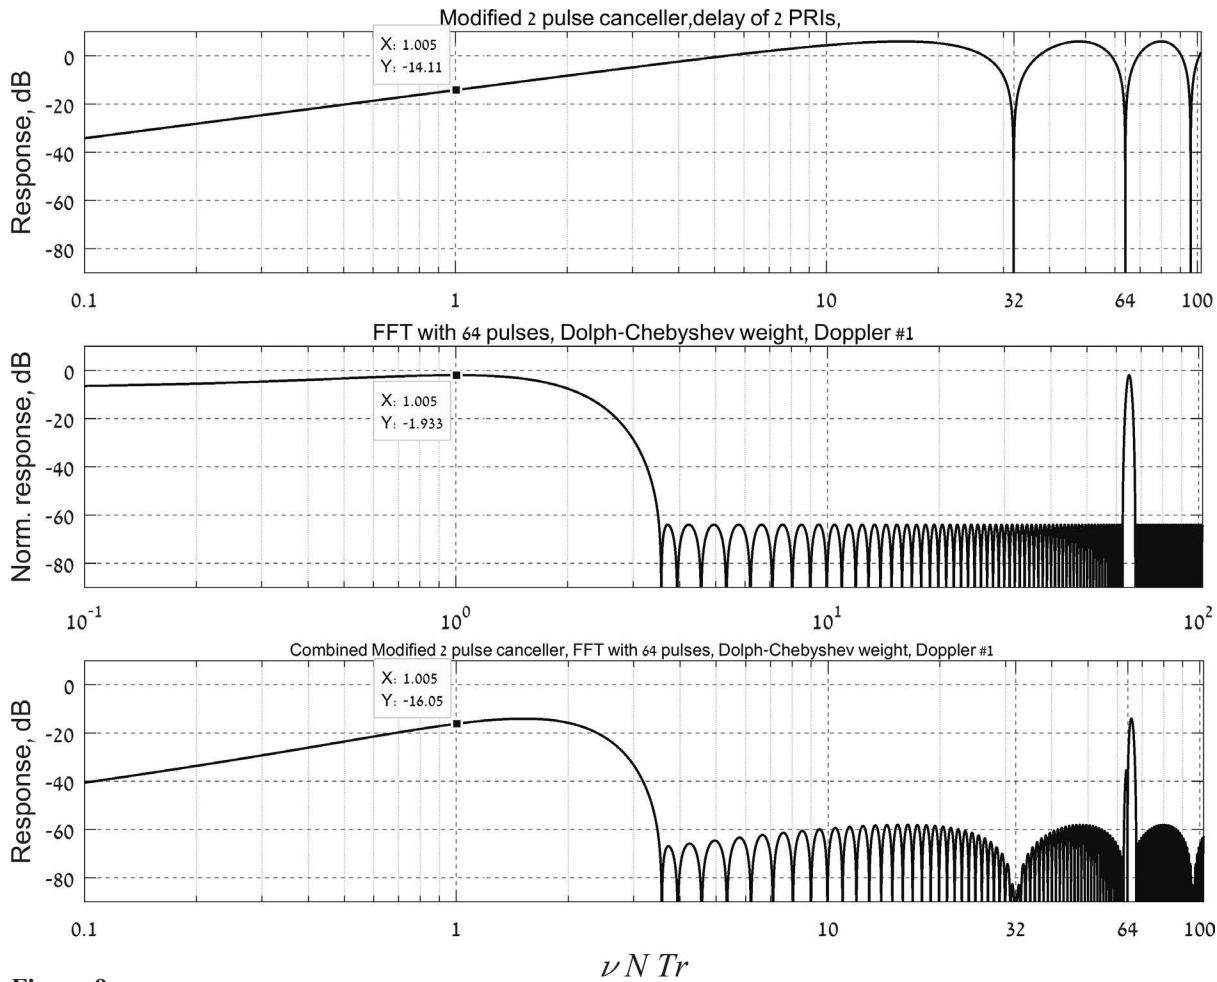 Modified 2 pulse canceller,delay of 2 PRIs,
X: 1.005
Y: -14.11
Response, dB
0
-20
-40
-60
-80
0.1 1 10 32 64 100
FFT with 64 pulses, Dolph-Chebyshev weight, Doppler #1
X: 1.005
Y: -1.933
Norm. response, dB
0
-20
-40
-60
-80
10^-1 10^0 10^1 10^2
Combined Modified 2 pulse canceller, FFT with 64 pulses, Dolph-Chebyshev weight, Doppler #1
X: 1.005
Y: -16.05
Response, dB
0
-20
-40
-60
-80
0.1 1 10 32 64 100
ν N Tr